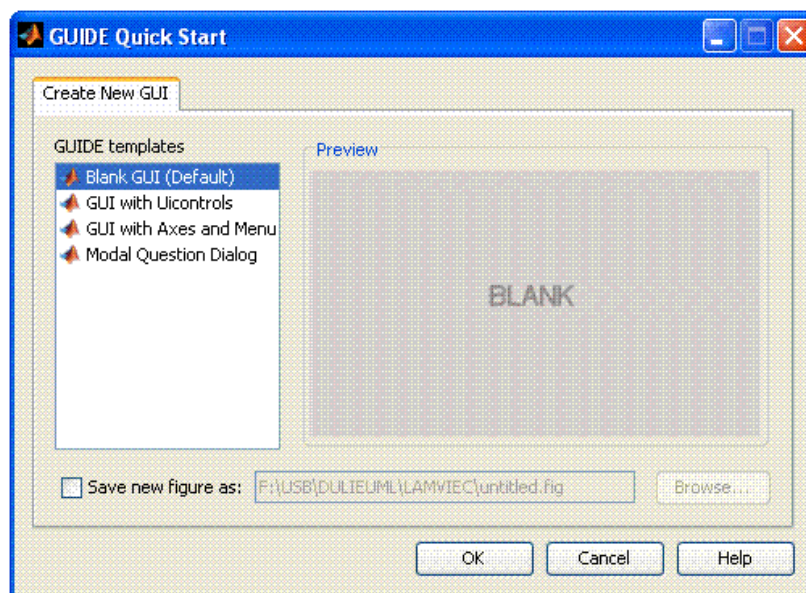 GUIDE Quick Start
Create New GUI
GUIDE templates
Blank GUI (Default)
GUI with Uicontrols
GUI with Axes and Menu
Modal Question Dialog
Preview
BLANK
Save new figure as:
F:\USB\DULIEUML\LAMVIEC\untitled.fig
Browse...
OK
Cancel
Help